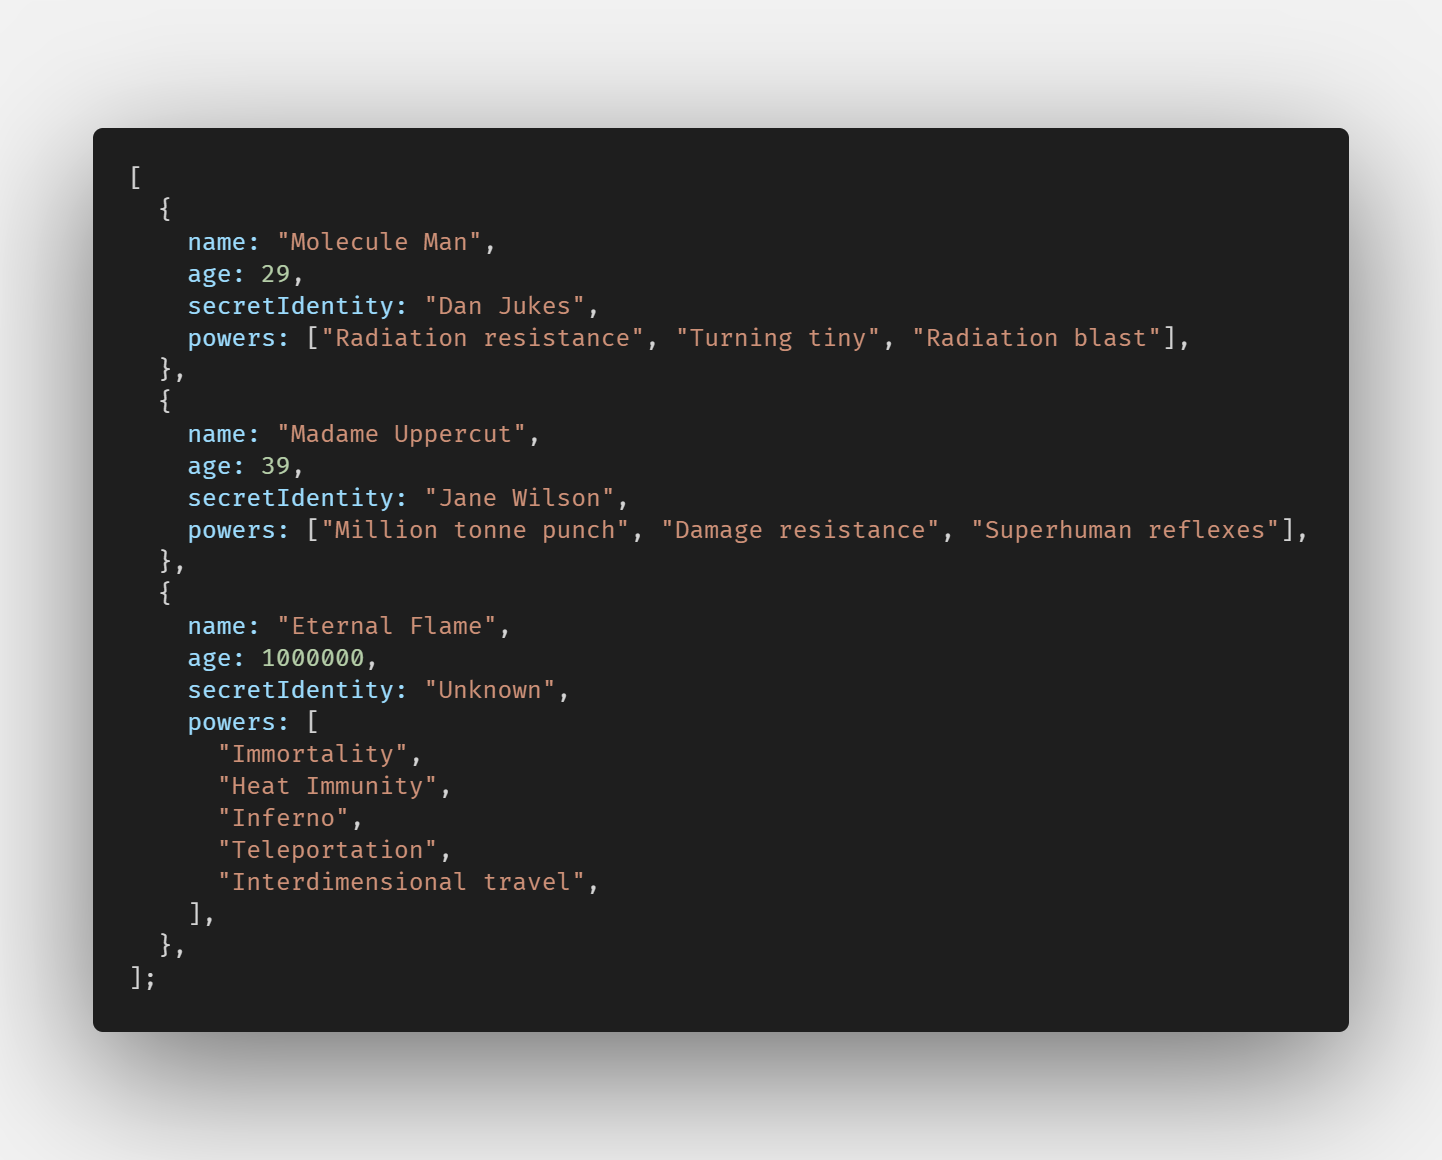 [
  {
    name: "Molecule Man",
    age: 29,
    secretIdentity: "Dan Jukes",
    powers: ["Radiation resistance", "Turning tiny", "Radiation blast"],
  },
  {
    name: "Madame Uppercut",
    age: 39,
    secretIdentity: "Jane Wilson",
    powers: ["Million tonne punch", "Damage resistance", "Superhuman reflexes"],
  },
  {
    name: "Eternal Flame",
    age: 1000000,
    secretIdentity: "Unknown",
    powers: [
      "Immortality",
      "Heat Immunity",
      "Inferno",
      "Teleportation",
      "Interdimensional travel",
    ],
  },
];